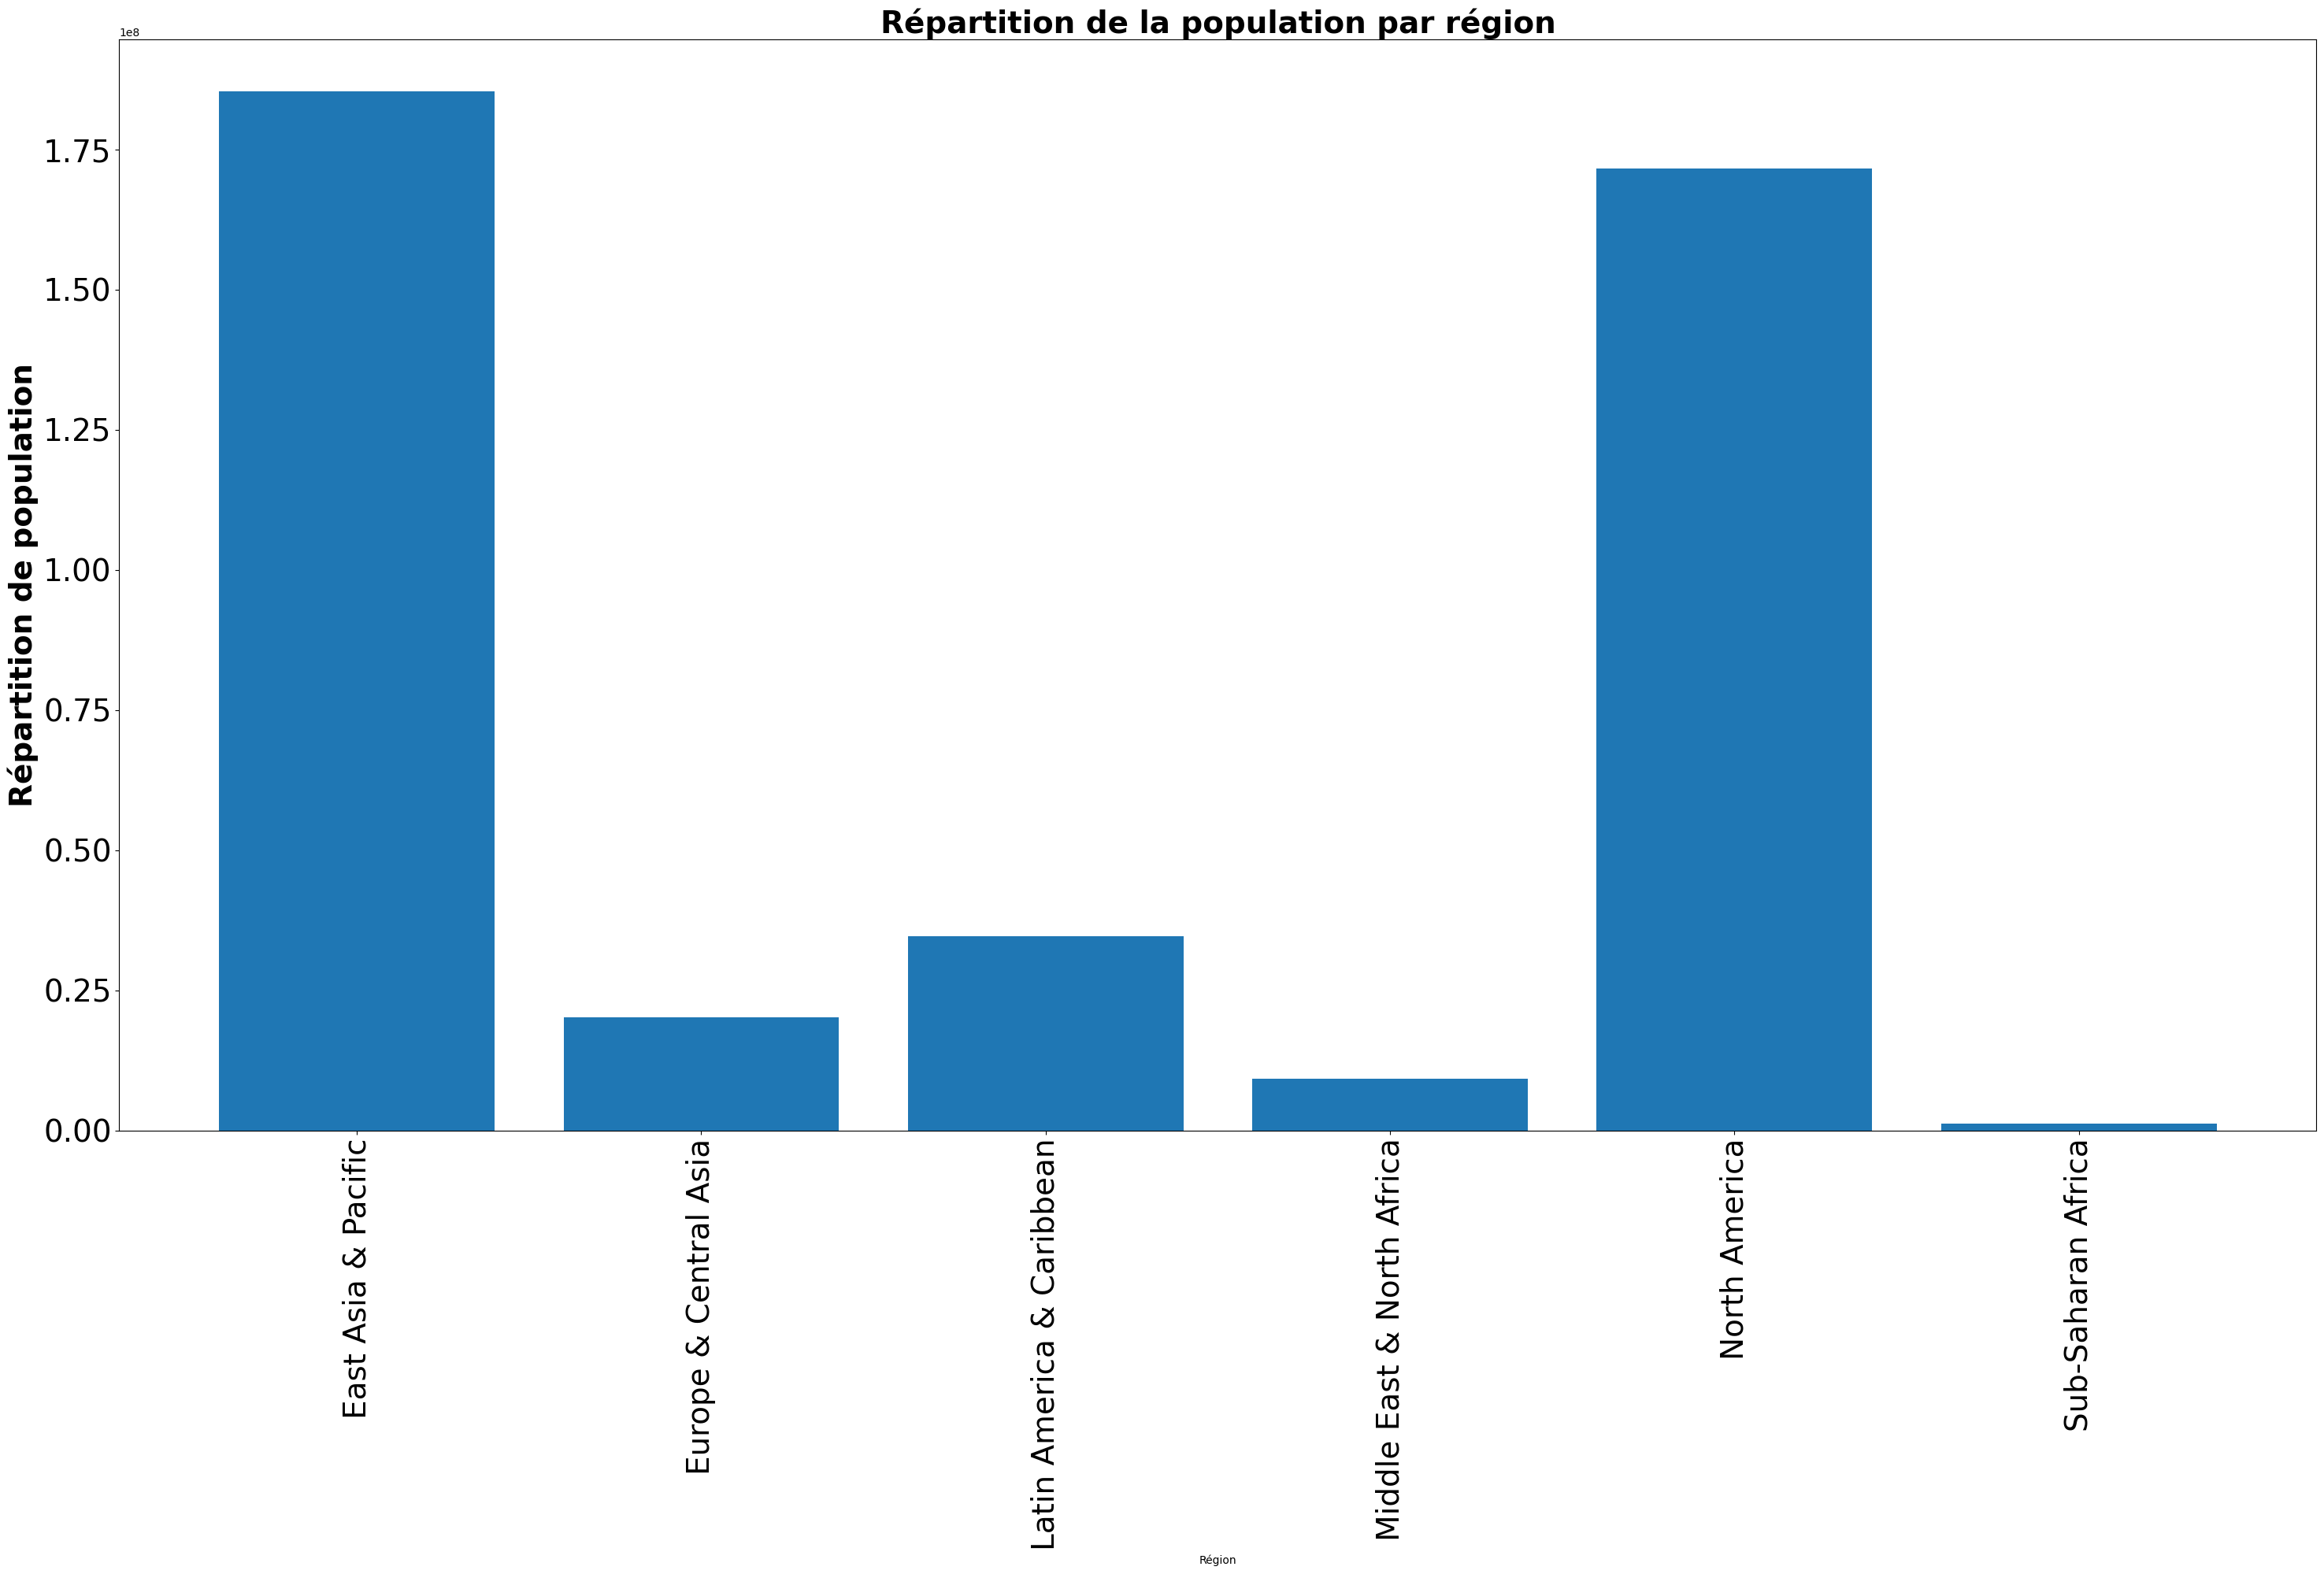 Répartition de la population par région
1e8
1.75
1.50
1.25
1.00
0.75
0.50
0.25
0.00
Répartition de population
East Asia & Pacific
Europe & Central Asia
Latin America & Caribbean
Middle East & North Africa
North America
Sub-Saharan Africa
Région